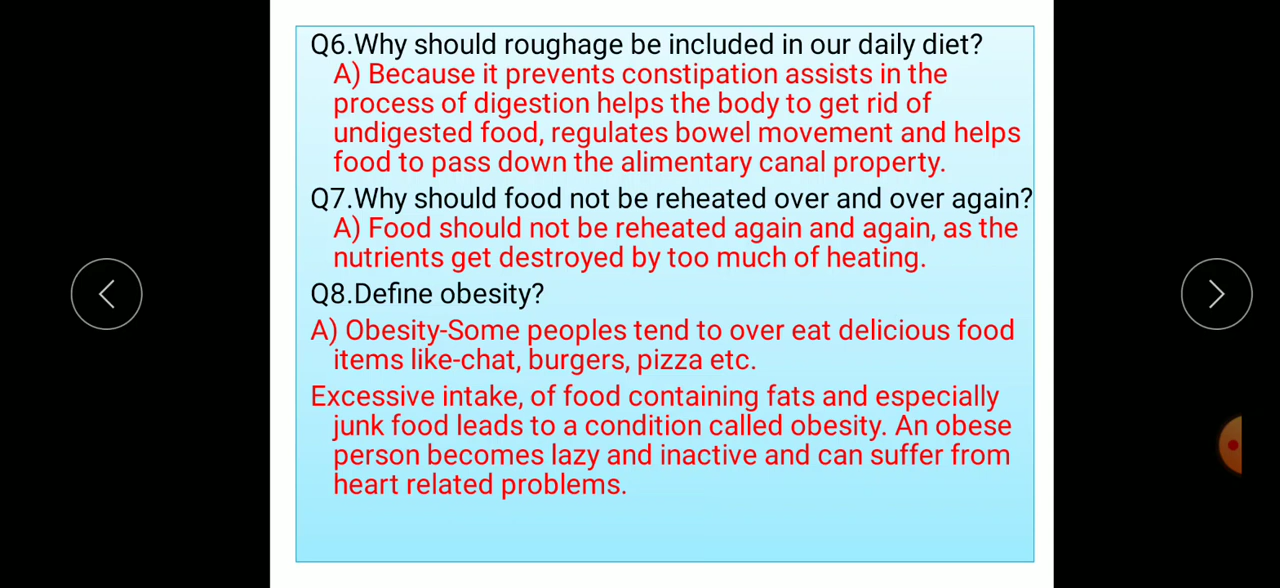 Q6.Why should roughage be included in our daily diet?
A) Because it prevents constipation assists in the
process of digestion helps the body to get rid of
undigested food, regulates bowel movement and helps
food to pass down the alimentary canal property.
Q7.Why should food not be reheated over and over again?
A) Food should not be reheated again and again, as the
nutrients get destroyed by too much of heating.
Q8.Define obesity?
A) Obesity-Some peoples tend to over eat delicious food
items like-chat, burgers, pizza etc.
Excessive intake, of food containing fats and especially
junk food leads to a condition called obesity. An obese
person becomes lazy and inactive and can suffer from
heart related problems.